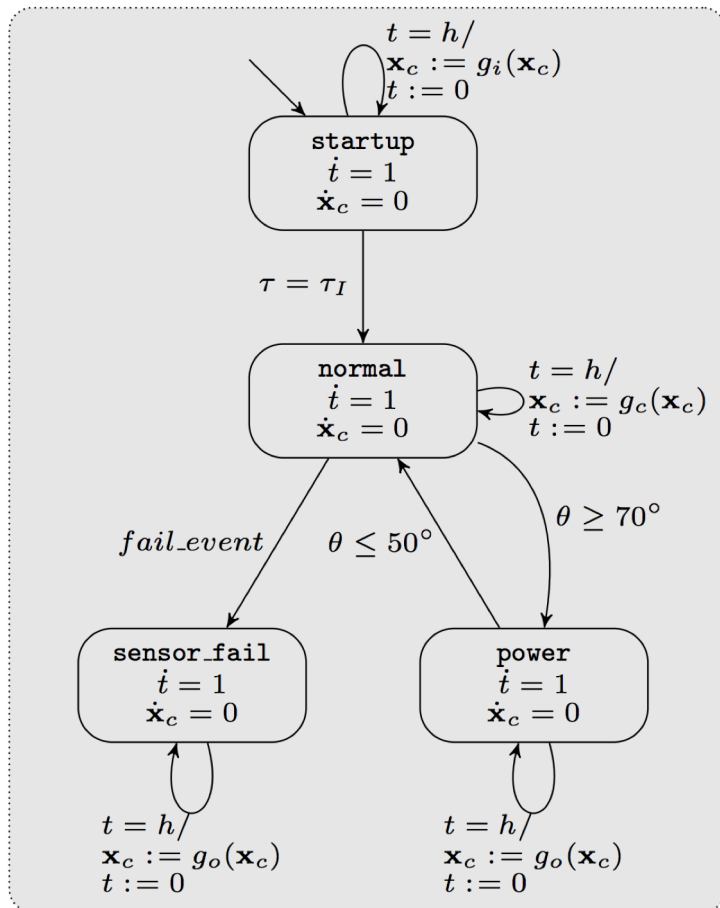 t = h/
𝐱_c := g_i(𝐱_c)
t := 0
startup
ṫ = 1
𝐱̇_c = 0
τ = τ_I
normal
ṫ = 1
𝐱̇_c = 0
t = h/
𝐱_c := g_c(𝐱_c)
t := 0
fail_event
θ ≤ 50°
θ ≥ 70°
sensor_fail
ṫ = 1
𝐱̇_c = 0
power
ṫ = 1
𝐱̇_c = 0
t = h/
𝐱_c := g_o(𝐱_c)
t := 0
t = h/
𝐱_c := g_o(𝐱_c)
t := 0